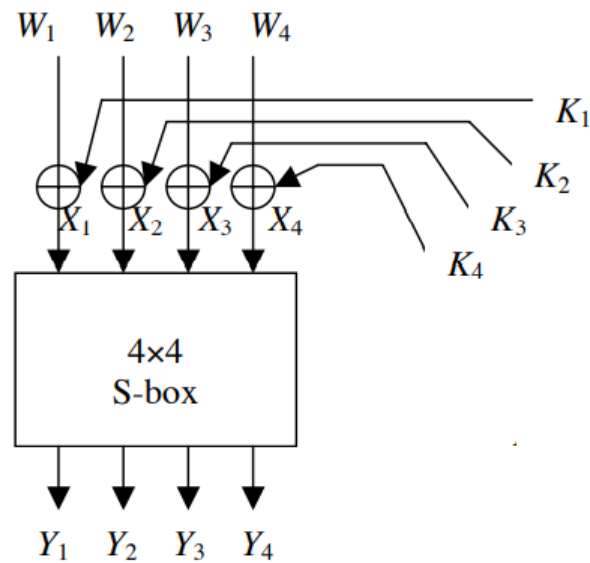 W₁ W₂ W₃ W₄
K₁
K₂
X₁ X₂ X₃ X₄ K₃
K₄
4×4
S-box
Y₁ Y₂ Y₃ Y₄